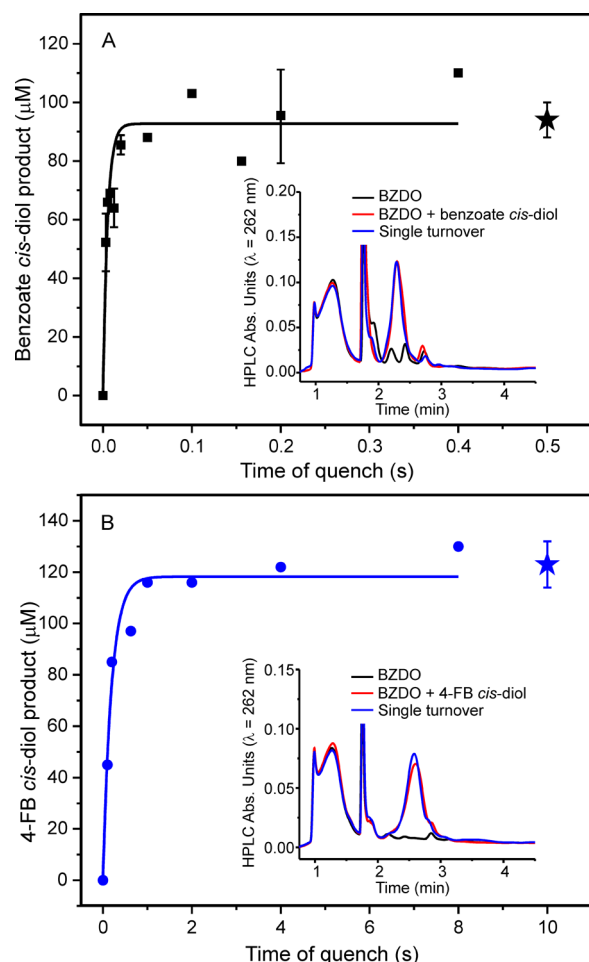 A
140
120
100
80
60
40
20
0
Benzoate cis-diol product (µM)
0.0 0.1 0.2 0.3 0.4 0.5
Time of quench (s)
BZDO
BZDO + benzoate cis-diol
Single turnover
0.20
0.15
0.10
0.05
0.00
HPLC Abs. Units (λ = 262 nm)
1 2 3 4
Time (min)
B
140
120
100
80
60
40
20
0
4-FB cis-diol product (µM)
0 2 4 6 8 10
Time of quench (s)
BZDO
BZDO + 4-FB cis-diol
Single turnover
0.15
0.10
0.05
0.00
HPLC Abs. Units (λ = 262 nm)
1 2 3 4
Time (min)